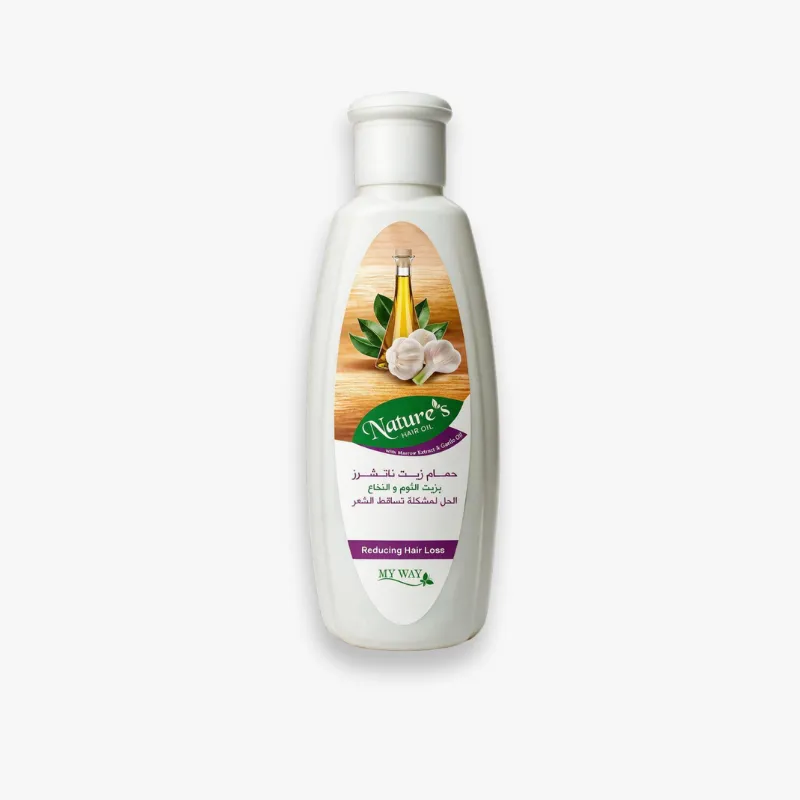 Nature's
HAIR OIL
With Marrow Extract & Garlic Oil
حمام زيت ناتشرز
بزيت الثوم و النخاع
الحل لمشكلة تساقط الشعر
Reducing Hair Loss
MY WAY